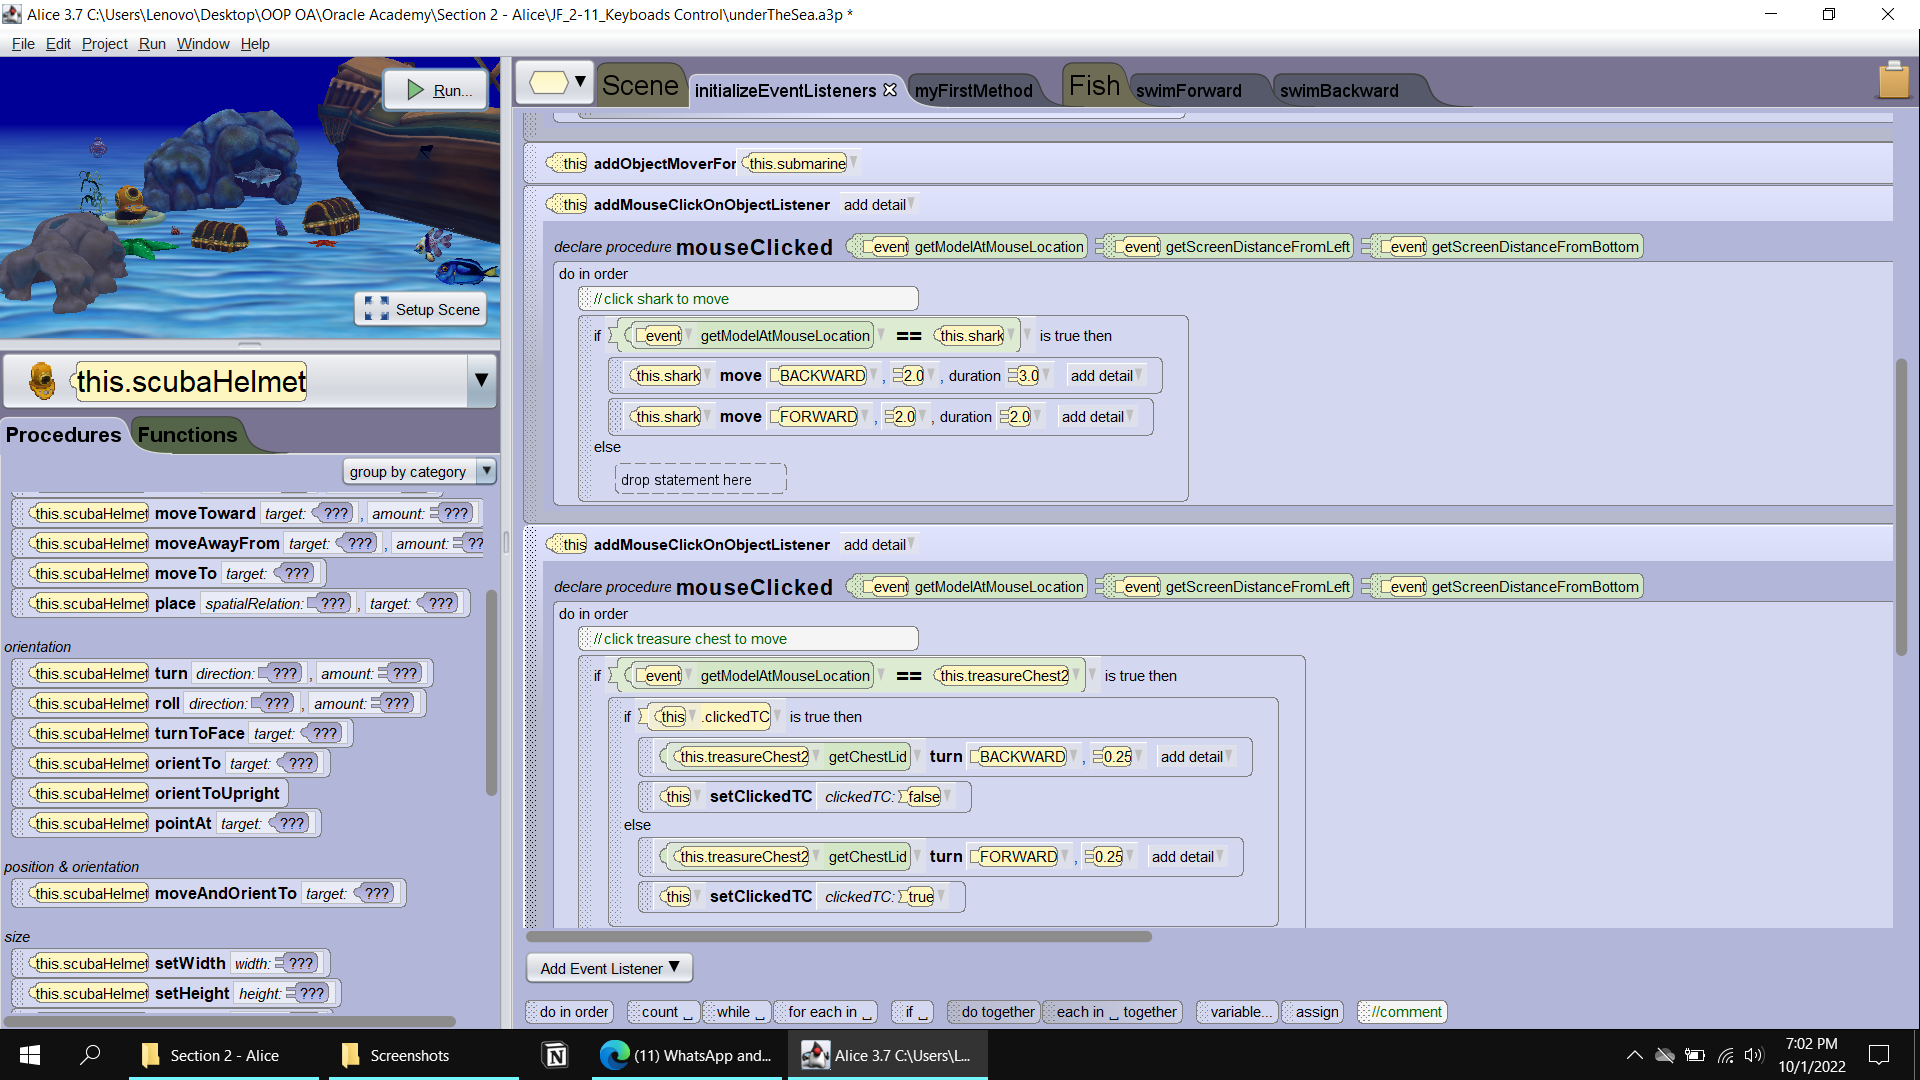 Alice 3.7 C:\Users\Lenovo\Desktop\OOP OA\Oracle Academy\Section 2 - Alice\JF_2-11_Keyboads Control\underTheSea.a3p *
File Edit Project Run Window Help
Run...
Setup Scene
this.scubaHelmet
Procedures Functions
group by category
this.scubaHelmet moveToward target: ??? , amount: ???
this.scubaHelmet moveAwayFrom target: ??? , amount: ??
this.scubaHelmet moveTo target: ???
this.scubaHelmet place spatialRelation: ??? , target: ???
orientation
this.scubaHelmet turn direction: ??? , amount: ???
this.scubaHelmet roll direction: ??? , amount: ???
this.scubaHelmet turnToFace target: ???
this.scubaHelmet orientTo target: ???
this.scubaHelmet orientToUpright
this.scubaHelmet pointAt target: ???
position & orientation
this.scubaHelmet moveAndOrientTo target: ???
size
this.scubaHelmet setWidth width: ???
this.scubaHelmet setHeight height: ???
Scene initializeEventListeners myFirstMethod Fish swimForward swimBackward
this addObjectMoverFor this.submarine
this addMouseClickOnObjectListener add detail
declare procedure mouseClicked event getModelAtMouseLocation event getScreenDistanceFromLeft event getScreenDistanceFromBottom
do in order
//click shark to move
if event getModelAtMouseLocation == this.shark is true then
this.shark move BACKWARD , 2.0 , duration 3.0 add detail
this.shark move FORWARD , 2.0 , duration 2.0 add detail
else
drop statement here
this addMouseClickOnObjectListener add detail
declare procedure mouseClicked event getModelAtMouseLocation event getScreenDistanceFromLeft event getScreenDistanceFromBottom
do in order
//click treasure chest to move
if event getModelAtMouseLocation == this.treasureChest2 is true then
if this .clickedTC is true then
this.treasureChest2 getChestLid turn BACKWARD , 0.25 add detail
this setClickedTC clickedTC: false
else
this.treasureChest2 getChestLid turn FORWARD , 0.25 add detail
this setClickedTC clickedTC: true
Add Event Listener
do in order count _ while _ for each in _ if _ do together each in _ together variable... assign //comment
Section 2 - Alice Screenshots (11) WhatsApp and... Alice 3.7 C:\Users\L...
7:02 PM
10/1/2022